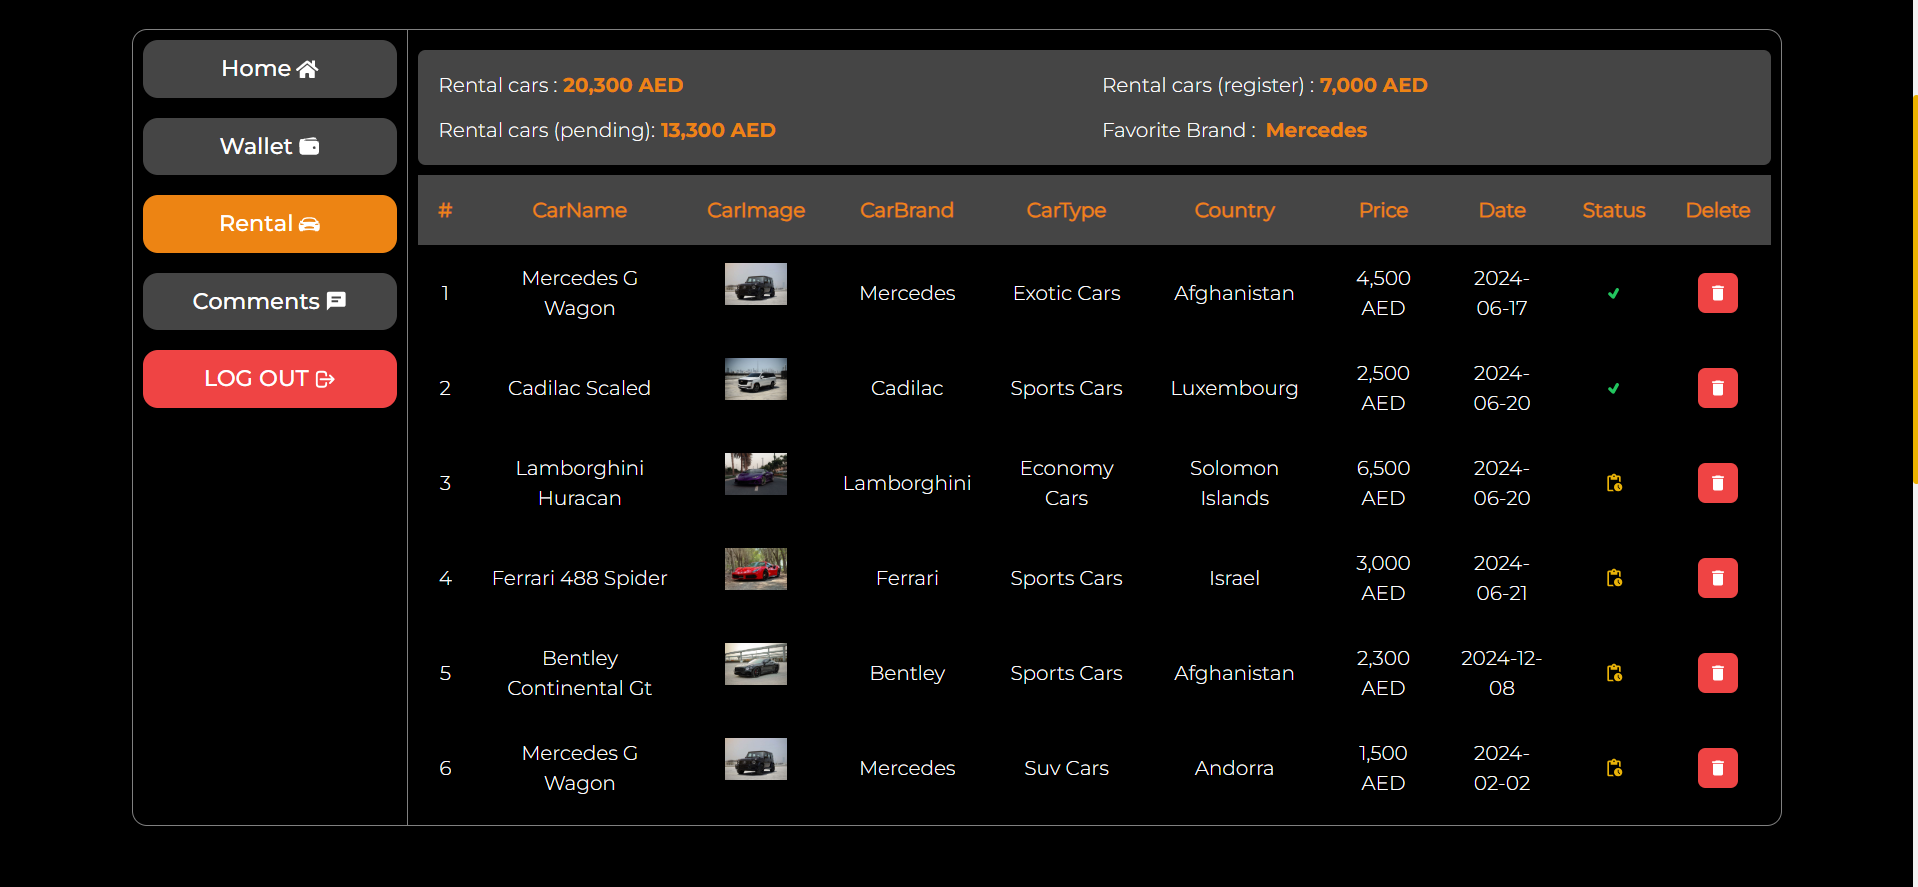 Home
Wallet
Rental
Comments
LOG OUT
Rental cars : 20,300 AED
Rental cars (register) : 7,000 AED
Rental cars (pending): 13,300 AED
Favorite Brand : Mercedes
# CarName CarImage CarBrand CarType Country Price Date Status Delete
1 Mercedes G Wagon Mercedes Exotic Cars Afghanistan 4,500 AED 2024-06-17
2 Cadilac Scaled Cadilac Sports Cars Luxembourg 2,500 AED 2024-06-20
3 Lamborghini Huracan Lamborghini Economy Cars Solomon Islands 6,500 AED 2024-06-20
4 Ferrari 488 Spider Ferrari Sports Cars Israel 3,000 AED 2024-06-21
5 Bentley Continental Gt Bentley Sports Cars Afghanistan 2,300 AED 2024-12-08
6 Mercedes G Wagon Mercedes Suv Cars Andorra 1,500 AED 2024-02-02